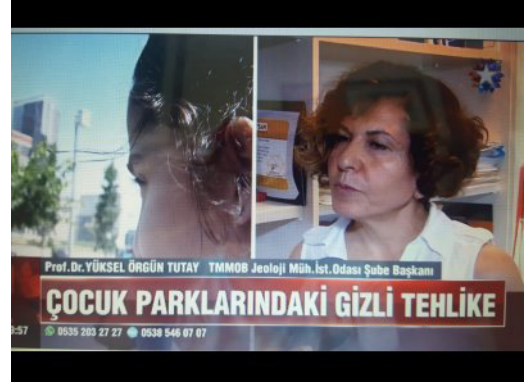 Prof.Dr.YÜKSEL ÖRGÜN TUTAY TMMOB Jeoloji Müh.İst.Odası Şube Başkanı
ÇOCUK PARKLARINDAKİ GİZLİ TEHLİKE
:57 0535 203 27 27 0538 546 07 07